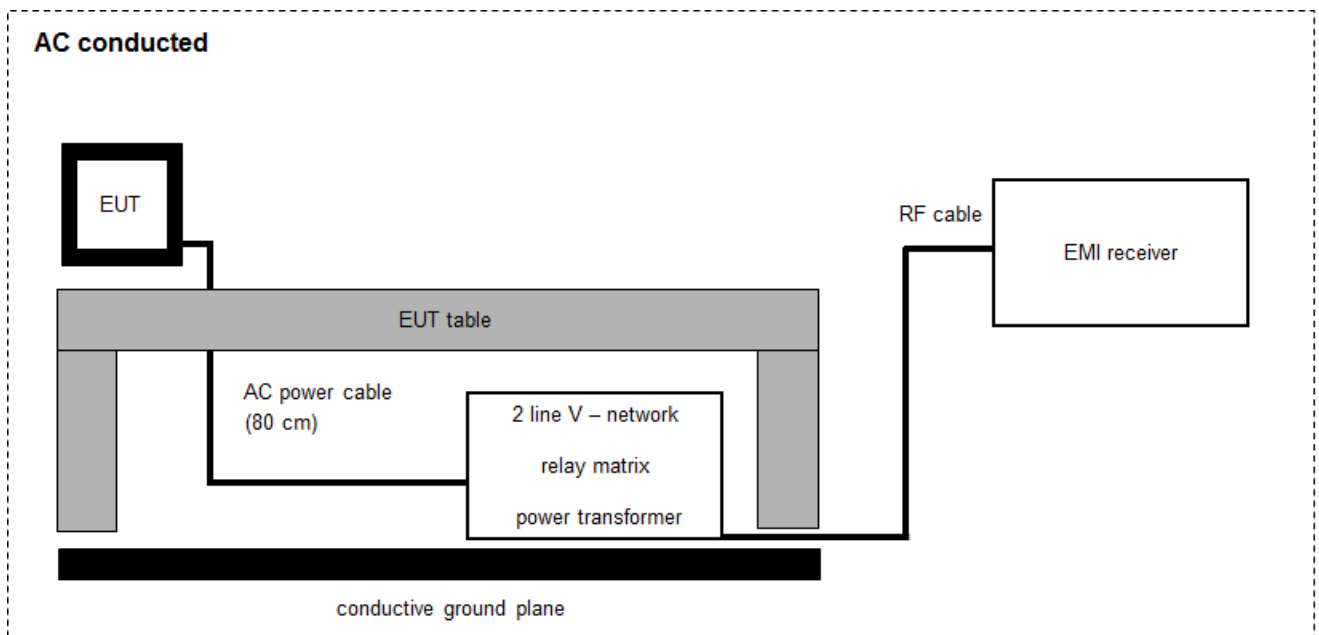 AC conducted
EUT
RF cable
EMI receiver
EUT table
AC power cable
(80 cm)
2 line V – network
relay matrix
power transformer
conductive ground plane